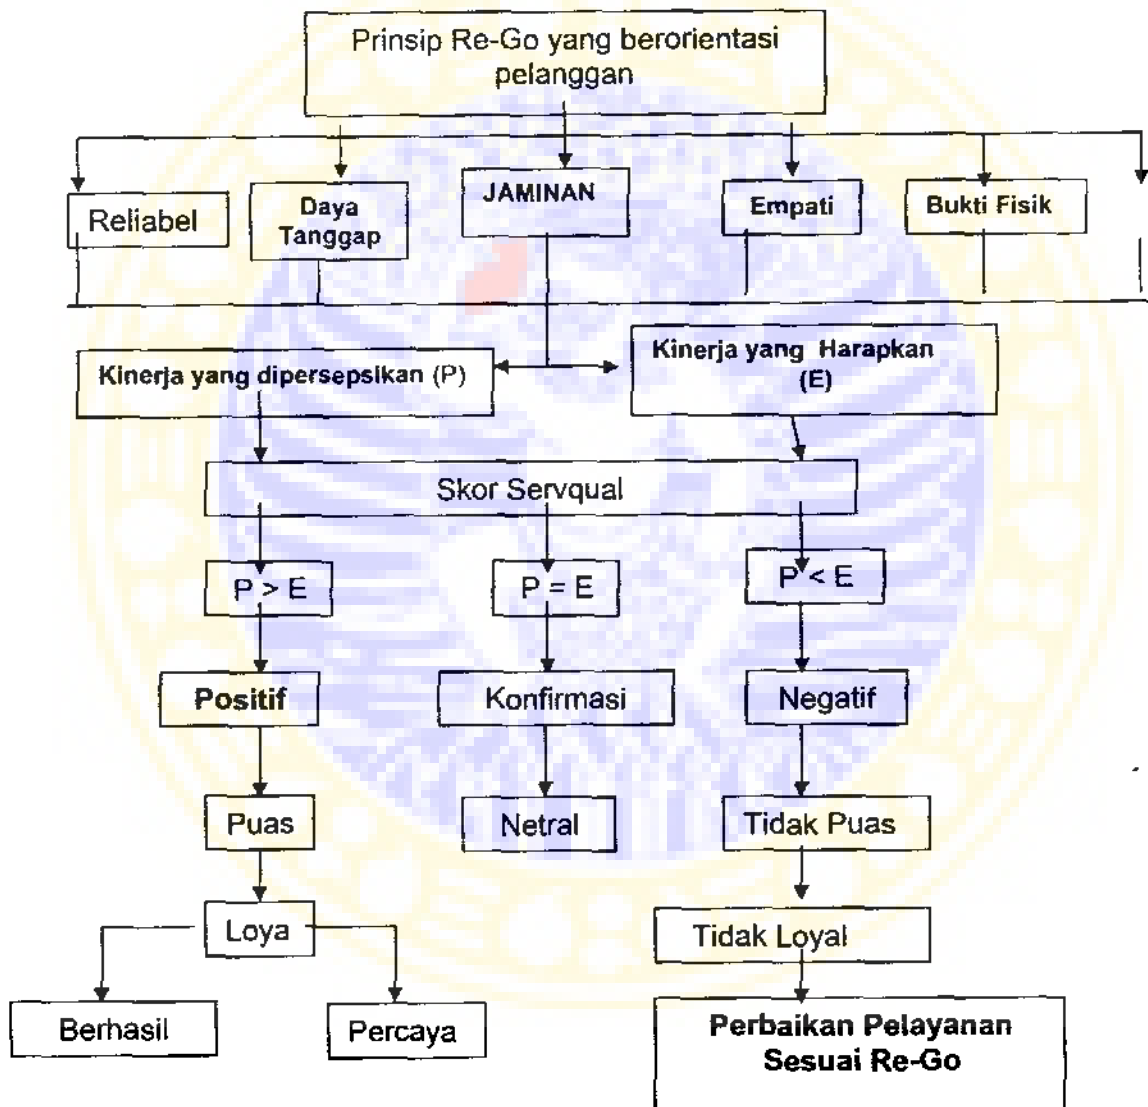 Prinsip Re-Go yang berorientasi
pelanggan
Reliabel
Daya
Tanggap
JAMINAN
Empati
Bukti Fisik
Kinerja yang dipersepsikan (P)
Kinerja yang Harapkan
(E)
Skor Servqual
P > E
P = E
P < E
Positif
Konfirmasi
Negatif
Puas
Netral
Tidak Puas
Loya
Tidak Loyal
Berhasil
Percaya
Perbaikan Pelayanan
Sesuai Re-Go